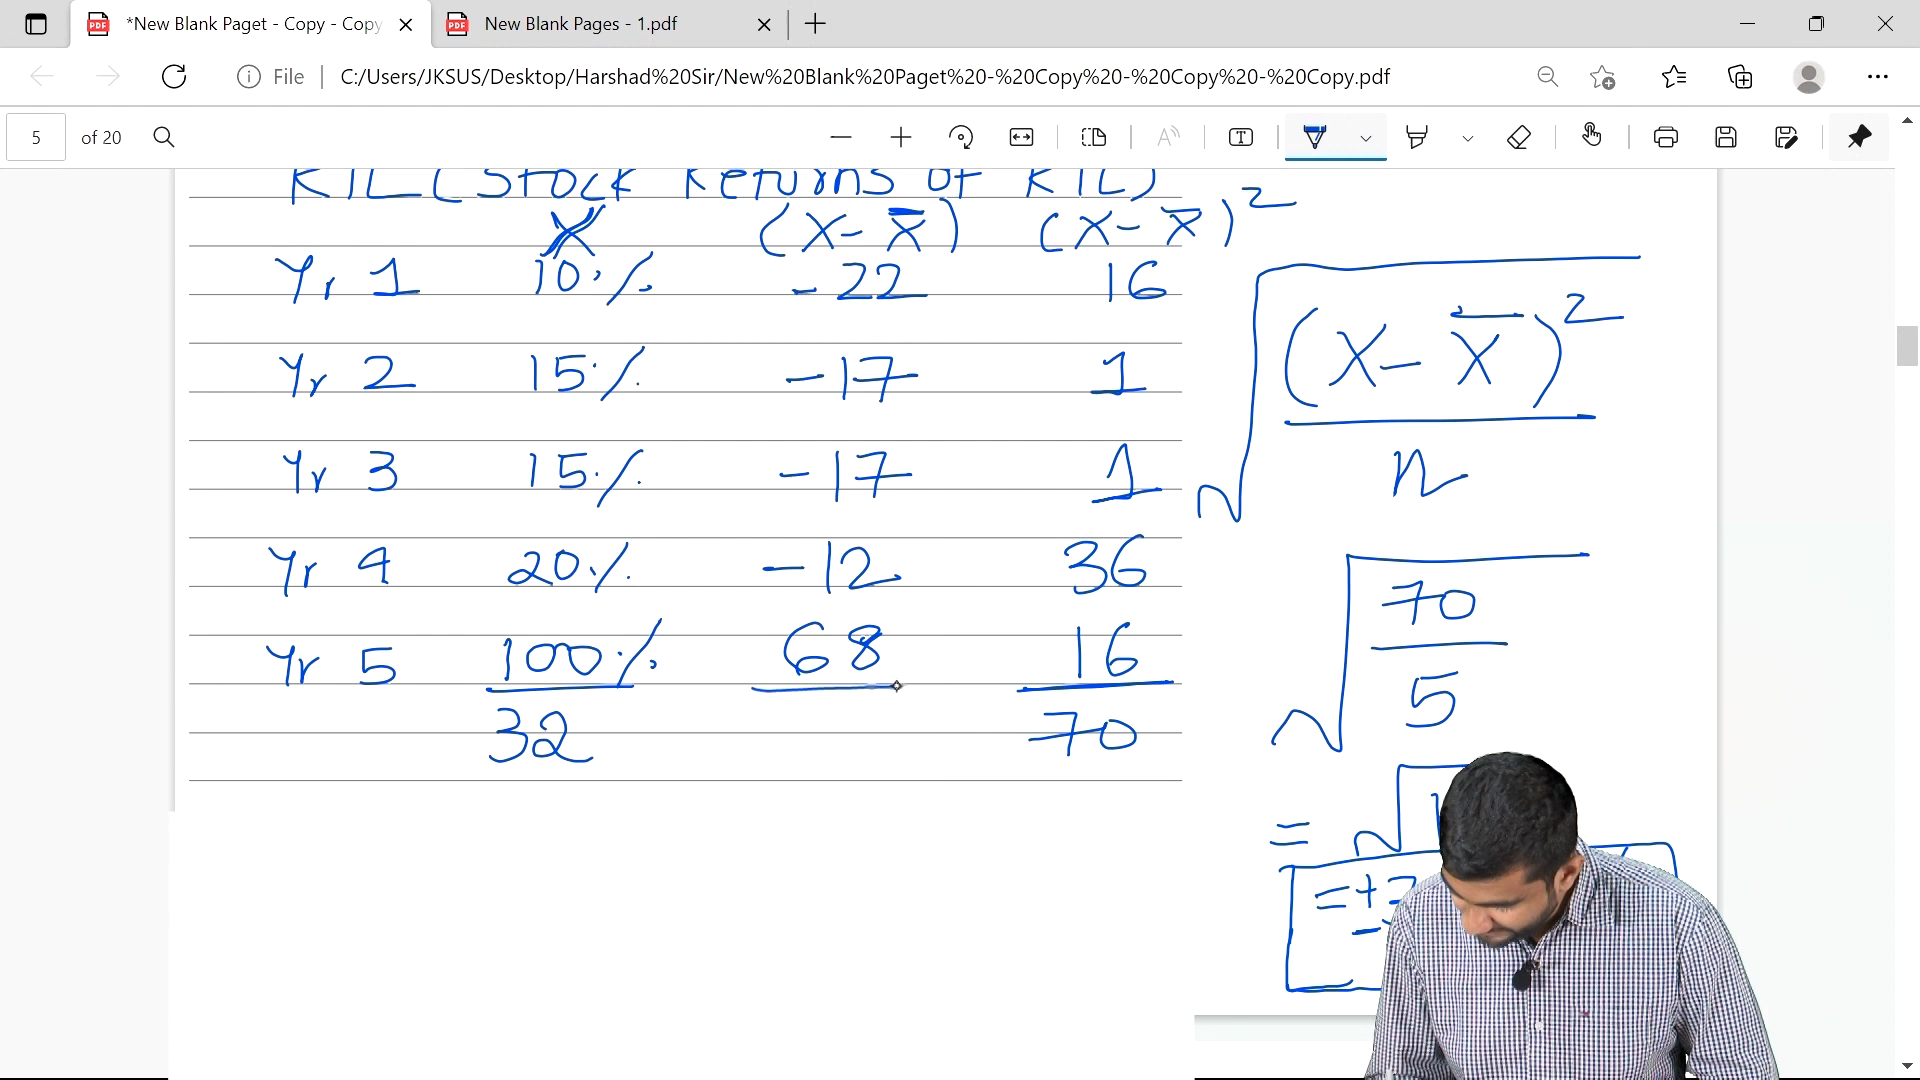 *New Blank Paget - Copy - Copy
New Blank Pages - 1.pdf
File C:/Users/JKSUS/Desktop/Harshad%20Sir/New%20Blank%20Paget%20-%20Copy%20-%20Copy%20-%20Copy.pdf
5 of 20
RIL (Stock Returns of RIL)
X (X - X̄) (X - X̄)²
Yr 1 10% -22 16
Yr 2 15% -17 1
Yr 3 15% -17 1
Yr 4 20% -12 36
Yr 5 100% 68 16
32 70
√(X - X̄)²
n
√70
5